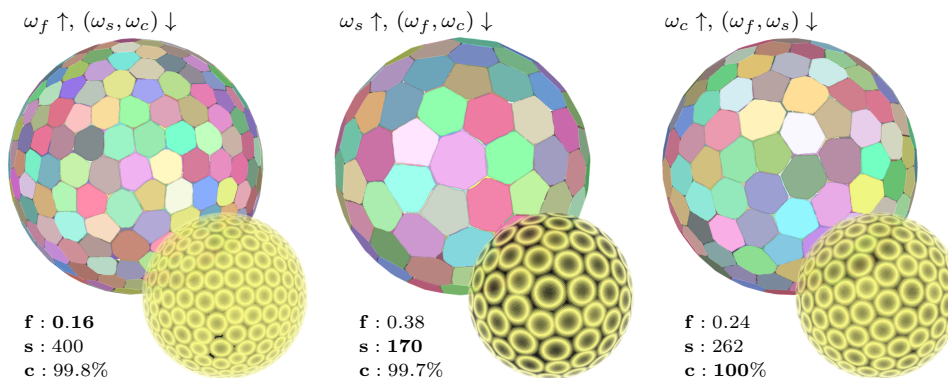 ω_f ↑, (ω_s, ω_c) ↓
ω_s ↑, (ω_f, ω_c) ↓
ω_c ↑, (ω_f, ω_s) ↓
f : 0.16
s : 400
c : 99.8%
f : 0.38
s : 170
c : 99.7%
f : 0.24
s : 262
c : 100%